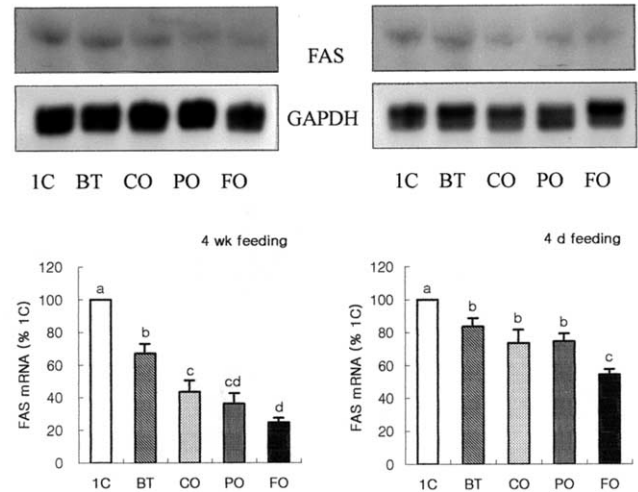 FAS
GAPDH
1C BT CO PO FO
1C BT CO PO FO
4 wk feeding
120
100
80
60
40
20
0
FAS mRNA (% 1C)
a
b
c
cd
d
1C BT CO PO FO
4 d feeding
120
100
80
60
40
20
0
FAS mRNA (% 1C)
a
b
b
b
c
1C BT CO PO FO